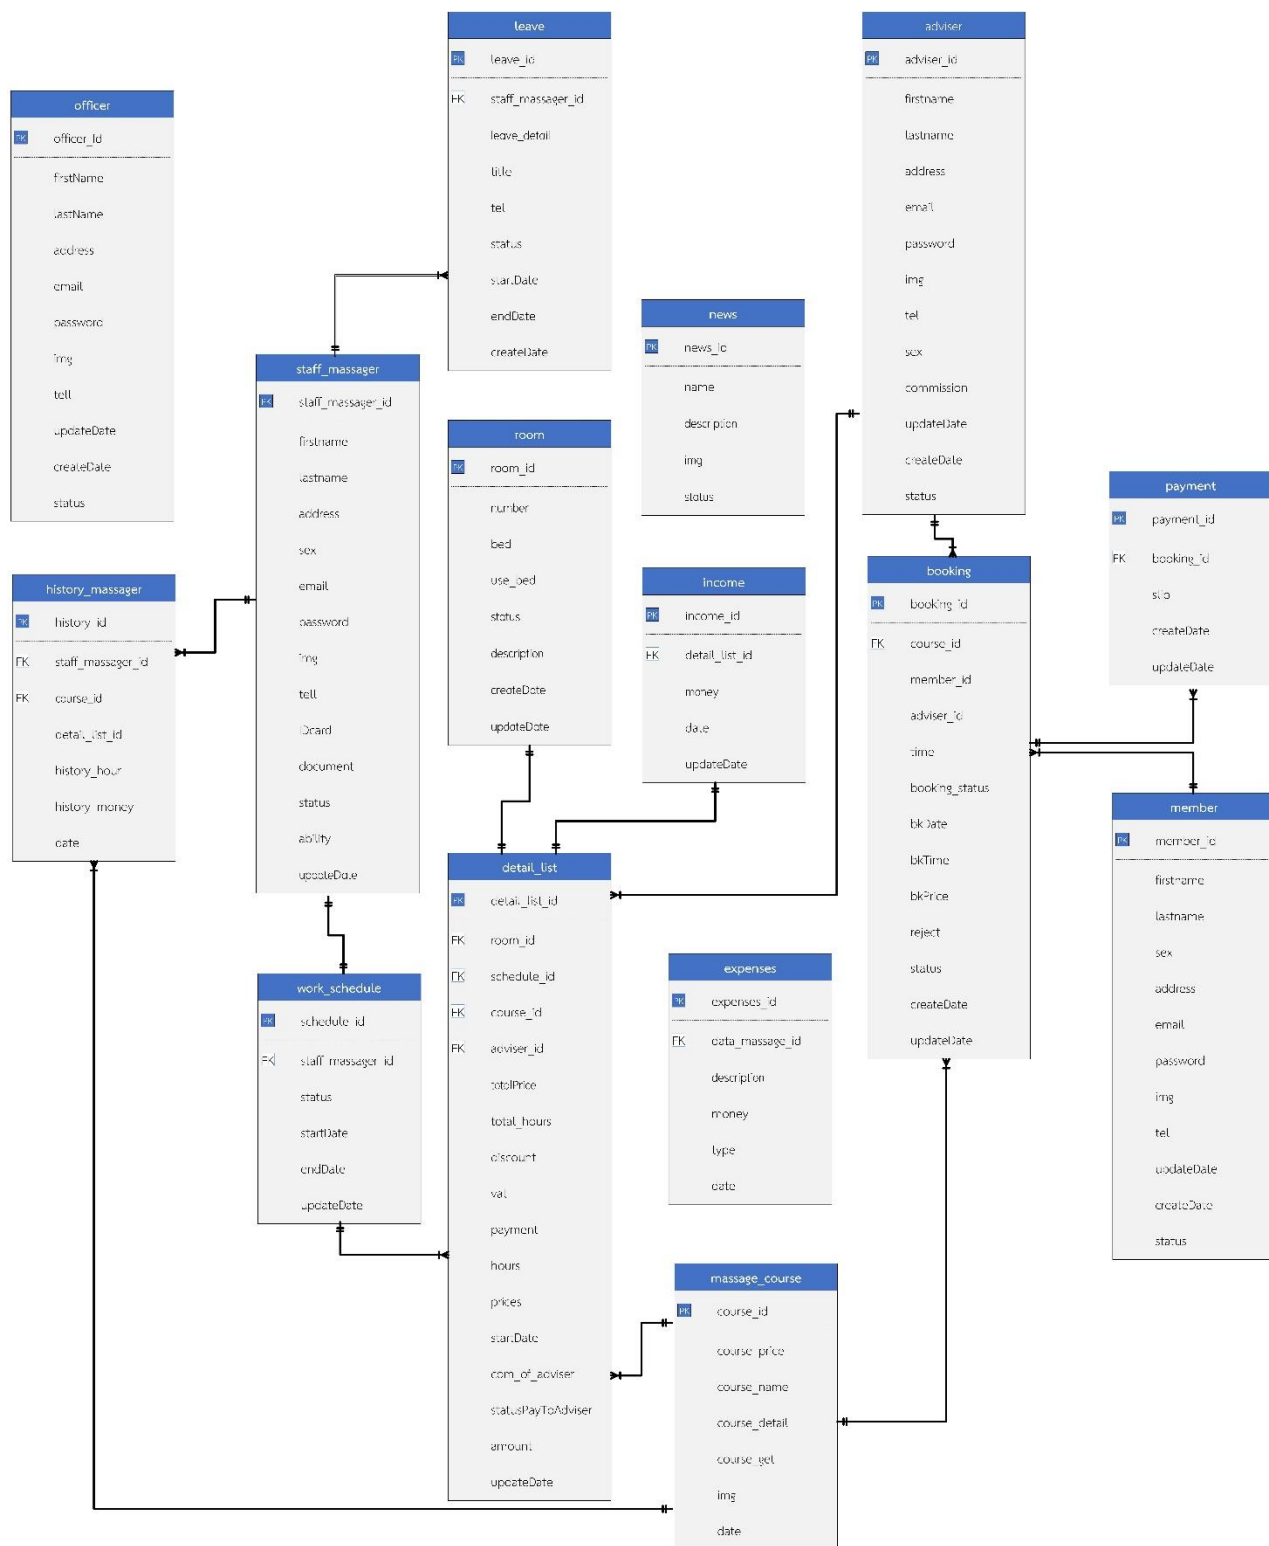 leave
PK leave_id
FK staff_massager_id
leave_detail
title
tel
status
startDate
endDate
createDate
adviser
PK adviser_id
firstname
lastname
address
email
password
img
tel
sex
commission
updateDate
createDate
status
officer
PK officer_Id
firstName
lastName
address
email
password
img
tell
updateDate
createDate
status
news
PK news_id
name
description
img
status
staff_massager
staff_massager_id
firstname
lastname
address
sex
email
password
img
tell
IDcard
document
status
ability
updateDate
room
PK room_id
number
bed
use_bed
status
description
createDate
updateDate
payment
PK payment_id
FK booking_id
slip
createDate
updateDate
history_massager
PK history_id
FK staff_massager_id
FK course_id
detail_list_id
history_hour
history_money
date
income
PK income_id
FK detail_list_id
money
date
updateDate
booking
PK booking_id
FK course_id
member_id
adviser_id
time
booking_status
bkDate
bkTime
bkPrice
reject
status
createDate
updateDate
member
PK member_id
firstname
lastname
sex
address
email
password
img
tel
updateDate
createDate
status
detail_list
PK detail_list_id
FK room_id
FK schedule_id
FK course_id
FK adviser_id
totalPrice
total_hours
discount
vat
payment
hours
prices
startDate
com_of_adviser
statusPayToAdviser
amount
updateDate
work_schedule
PK schedule_id
FK staff_massager_id
status
startDate
endDate
updateDate
expenses
PK expenses_id
FK data_massage_id
description
money
type
date
massage_course
PK course_id
course_price
course_name
course_detail
course_get
img
date